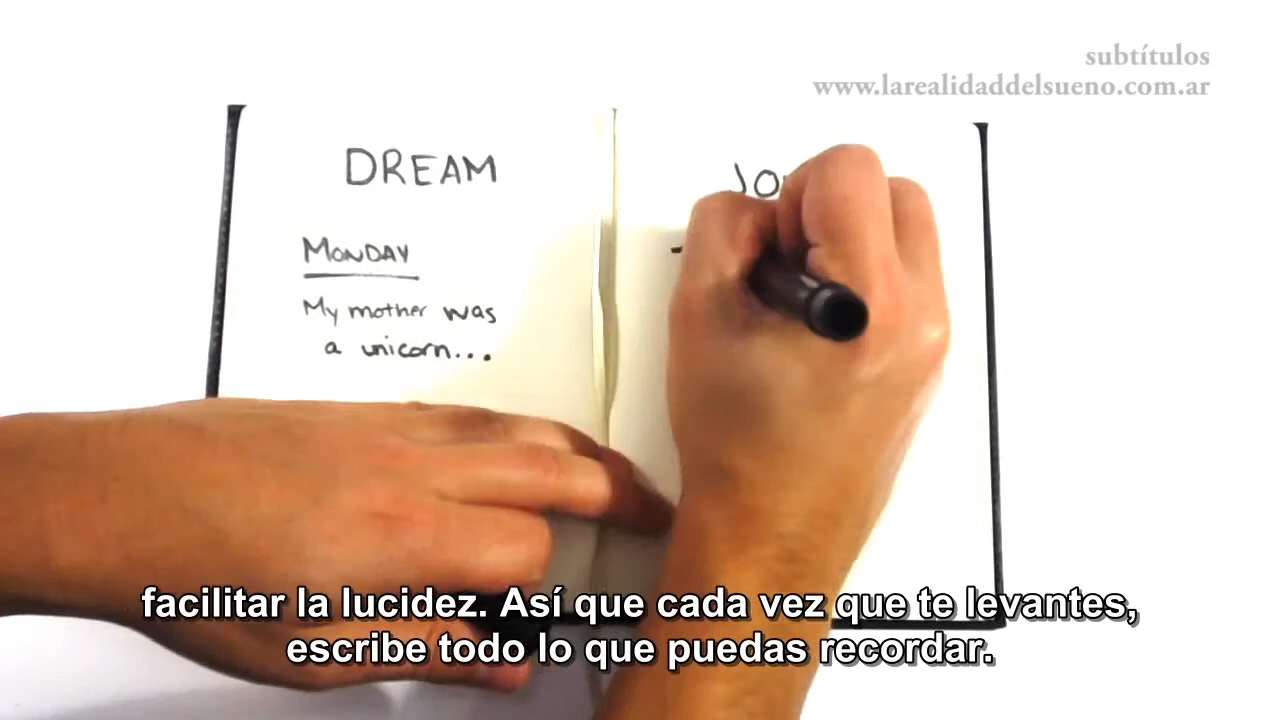 subtítulos
www.larealidaddelsueno.com.ar
DREAM
MONDAY
My mother was
a unicorn...
facilitar la lucidez. Así que cada vez que te levantes,
escribe todo lo que puedas recordar.